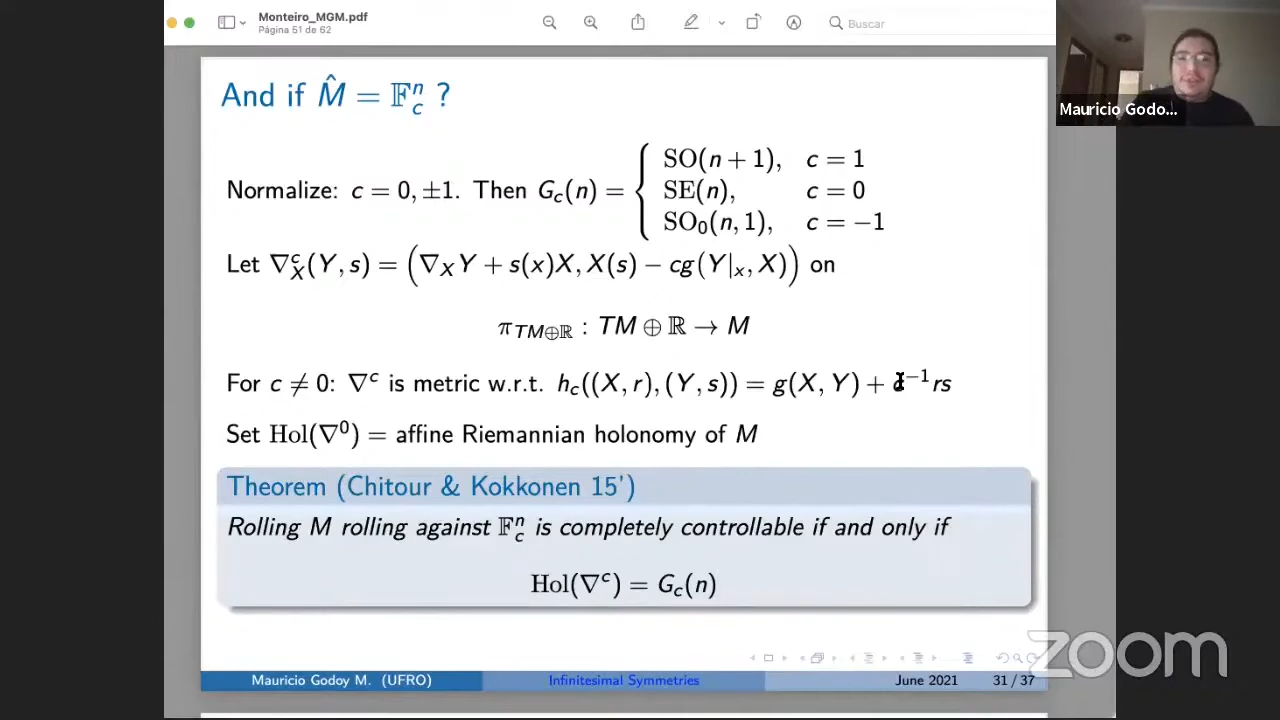 Monteiro_MGM.pdf
Página 51 de 62
Buscar
Mauricio Godo...
And if M̂ = 𝔽ⁿ_c ?
Normalize: c = 0, ±1. Then G_c(n) = { SO(n + 1), c = 1
SE(n), c = 0
SO₀(n, 1), c = −1
Let ∇^c_X(Y, s) = (∇_X Y + s(x)X, X(s) − cg(Y|ₓ, X)) on
π_{TM⊕ℝ} : TM ⊕ ℝ → M
For c ≠ 0: ∇^c is metric w.r.t. h_c((X, r), (Y, s)) = g(X, Y) + c⁻¹rs
Set Hol(∇⁰) = affine Riemannian holonomy of M
Theorem (Chitour & Kokkonen 15')
Rolling M rolling against 𝔽ⁿ_c is completely controllable if and only if
Hol(∇^c) = G_c(n)
zoom
Mauricio Godoy M. (UFRO) Infinitesimal Symmetries June 2021 31 / 37